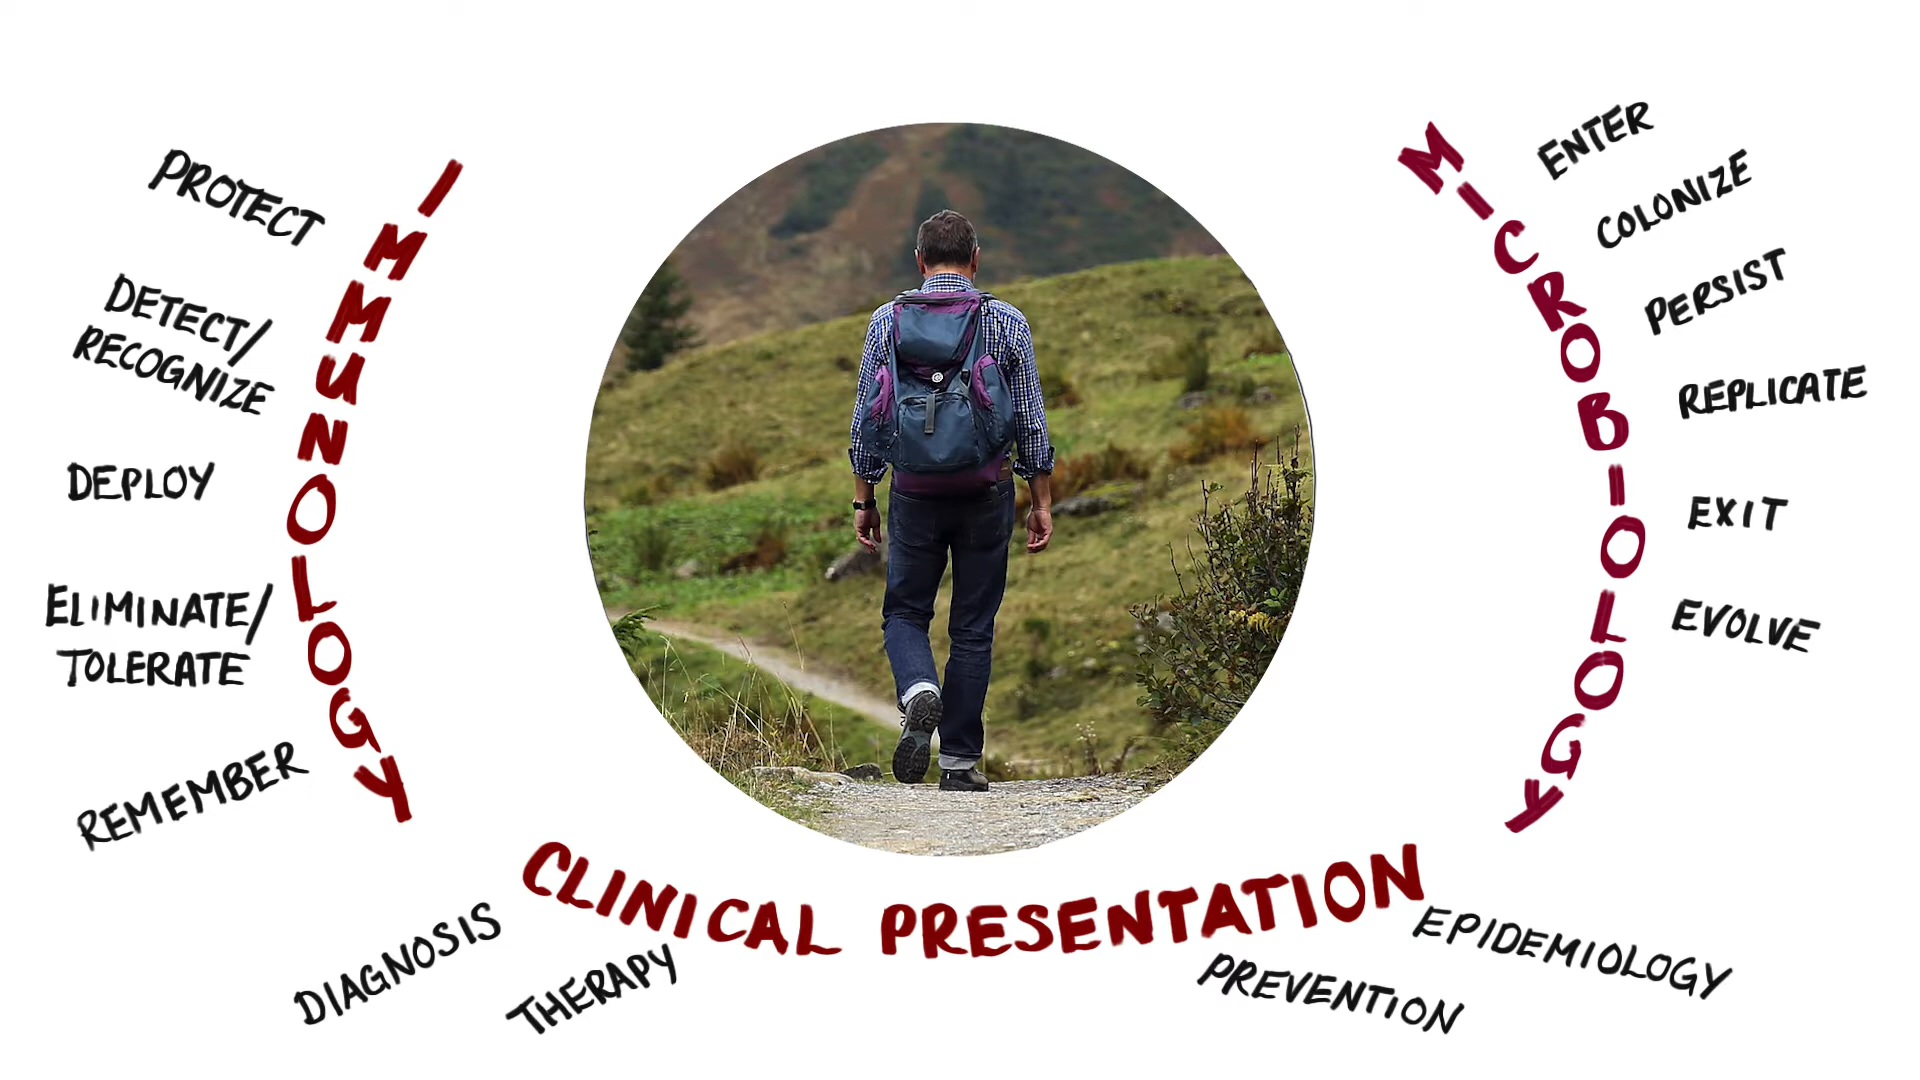 IMMUNOLOGY
PROTECT
DETECT/
RECOGNIZE
DEPLOY
ELIMINATE/
TOLERATE
REMEMBER
MICROBIOLOGY
ENTER
COLONIZE
PERSIST
REPLICATE
EXIT
EVOLVE
CLINICAL PRESENTATION
DIAGNOSIS
THERAPY
PREVENTION
EPIDEMIOLOGY